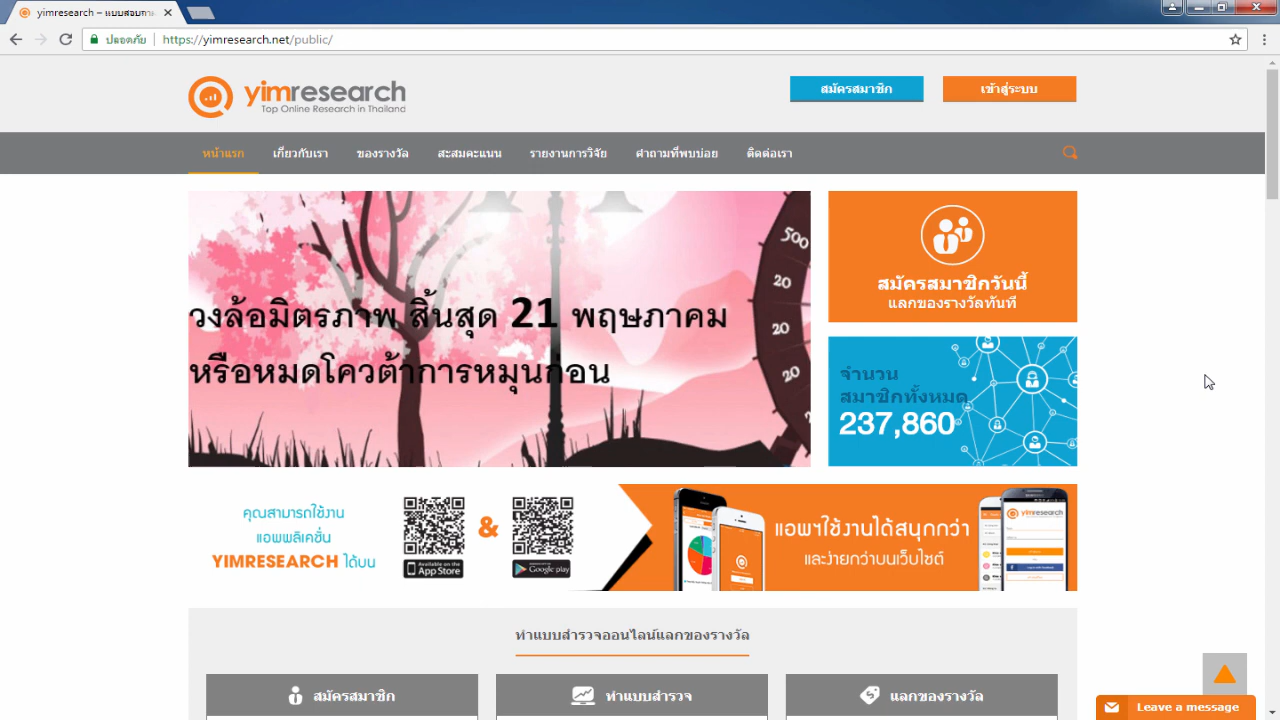 yimresearch – แบบสอบถาม
ปลอดภัย | https://yimresearch.net/public/
yimresearch
Top Online Research in Thailand
สมัครสมาชิก
เข้าสู่ระบบ
หน้าแรก เกี่ยวกับเรา ของรางวัล สะสมคะแนน รายงานการวิจัย คำถามที่พบบ่อย ติดต่อเรา
วงล้อมิตรภาพ สิ้นสุด 21 พฤษภาคม
หรือหมดโควต้าการหมุนก่อน
500
20
20
20
สมัครสมาชิกวันนี้
แลกของรางวัลทันที
จำนวน
สมาชิกทั้งหมด
237,860
คุณสามารถใช้งาน
แอพพลิเคชั่น
YIMRESEARCH ได้บน
&
Available on the
App Store
Google play
แอพฯใช้งานได้สนุกกว่า
และง่ายกว่าบนเว็บไซต์
yimresearch
ทำแบบสำรวจออนไลน์แลกของรางวัล
สมัครสมาชิก
ทำแบบสำรวจ
แลกของรางวัล
Leave a message